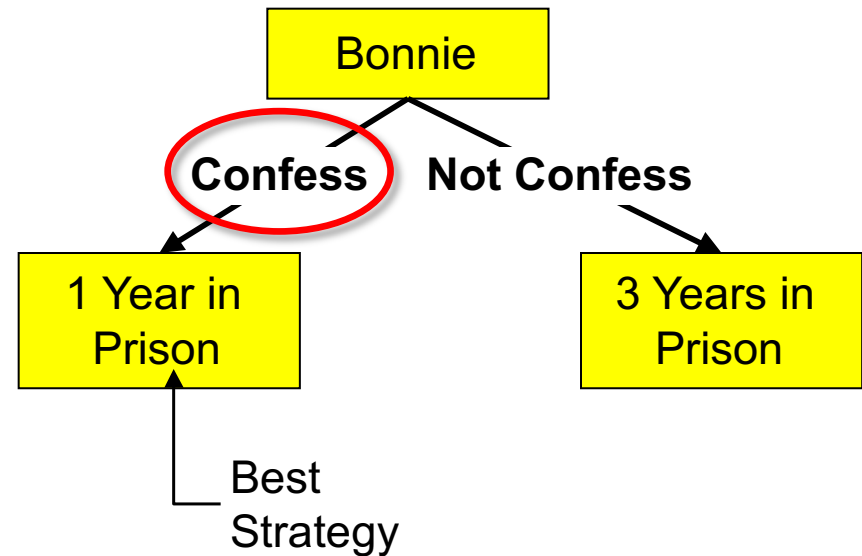 Bonnie
Confess
Not Confess
1 Year in
Prison
3 Years in
Prison
Best
Strategy